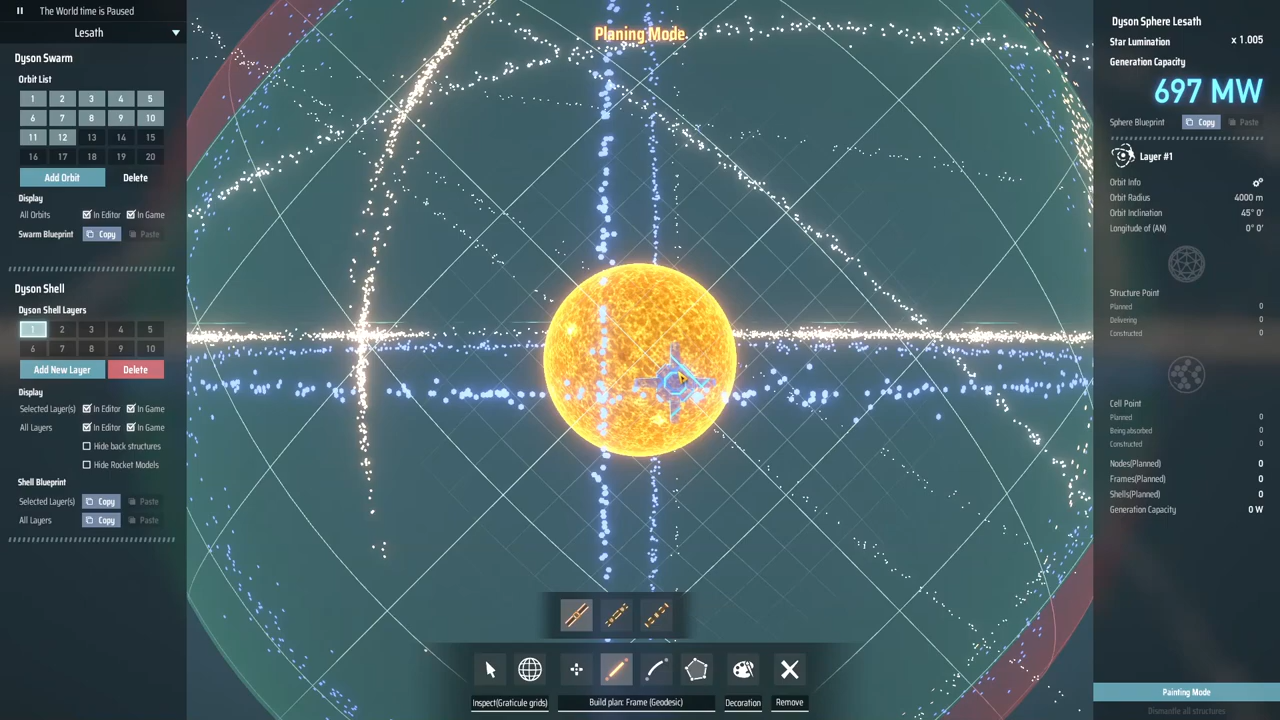 The World time is Paused
Lesath
Dyson Swarm
Orbit List
1 2 3 4 5
6 7 8 9 10
11 12 13 14 15
16 17 18 19 20
Add Orbit Delete
Display
All Orbits In Editor In Game
Swarm Blueprint Copy Paste
Dyson Shell
Dyson Shell Layers
1 2 3 4 5
6 7 8 9 10
Add New Layer Delete
Display
Selected Layer(s) In Editor In Game
All Layers In Editor In Game
Hide back structures
Hide Rocket Models
Shell Blueprint
Selected Layer(s) Copy Paste
All Layers Copy Paste
Planing Mode
Inspect(Graticule grids) Build plan: Frame (Geodesic) Decoration Remove
Dyson Sphere Lesath
Star Lumination x 1.005
Generation Capacity
697 MW
Sphere Blueprint Copy Paste
Layer #1
Orbit Info
Orbit Radius 4000 m
Orbit Inclination 45° 0'
Longitude of (AN) 0° 0'
Structure Point
Planned 0
Delivering 0
Constructed 0
Cell Point
Planned 0
Being absorbed 0
Constructed 0
Nodes(Planned) 0
Frames(Planned) 0
Shells(Planned) 0
Generation Capacity 0 W
Painting Mode
Dismantle all structures